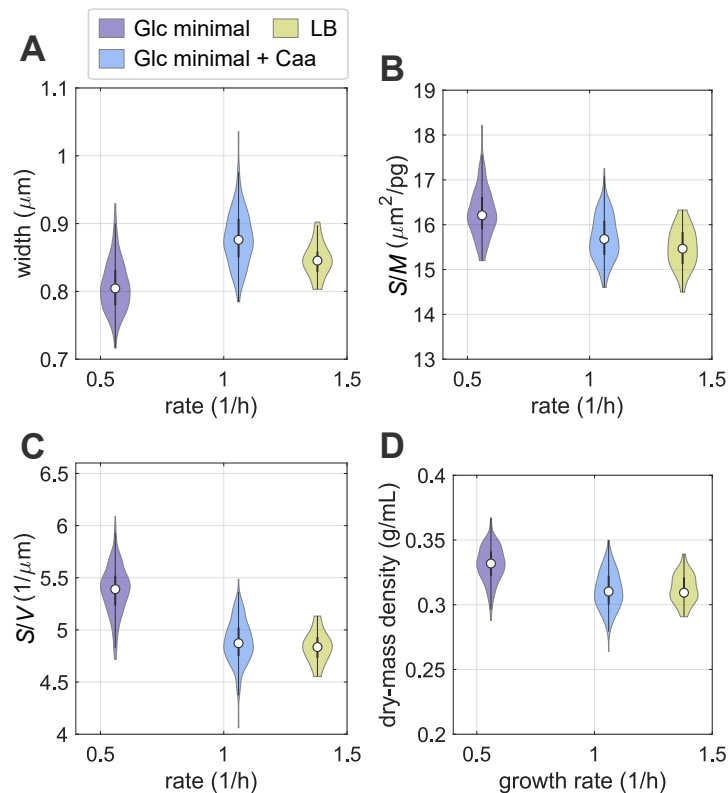 Glc minimal LB
Glc minimal + Caa
A
width (μm)
1.1
1
0.9
0.8
0.7
0.5 1 1.5
rate (1/h)
B
S/M (μm²/pg)
19
18
17
16
15
14
13
0.5 1 1.5
rate (1/h)
C
S/V (1/μm)
6.5
6
5.5
5
4.5
4
0.5 1 1.5
rate (1/h)
D
dry-mass density (g/mL)
0.4
0.35
0.3
0.25
0.2
0.5 1 1.5
growth rate (1/h)